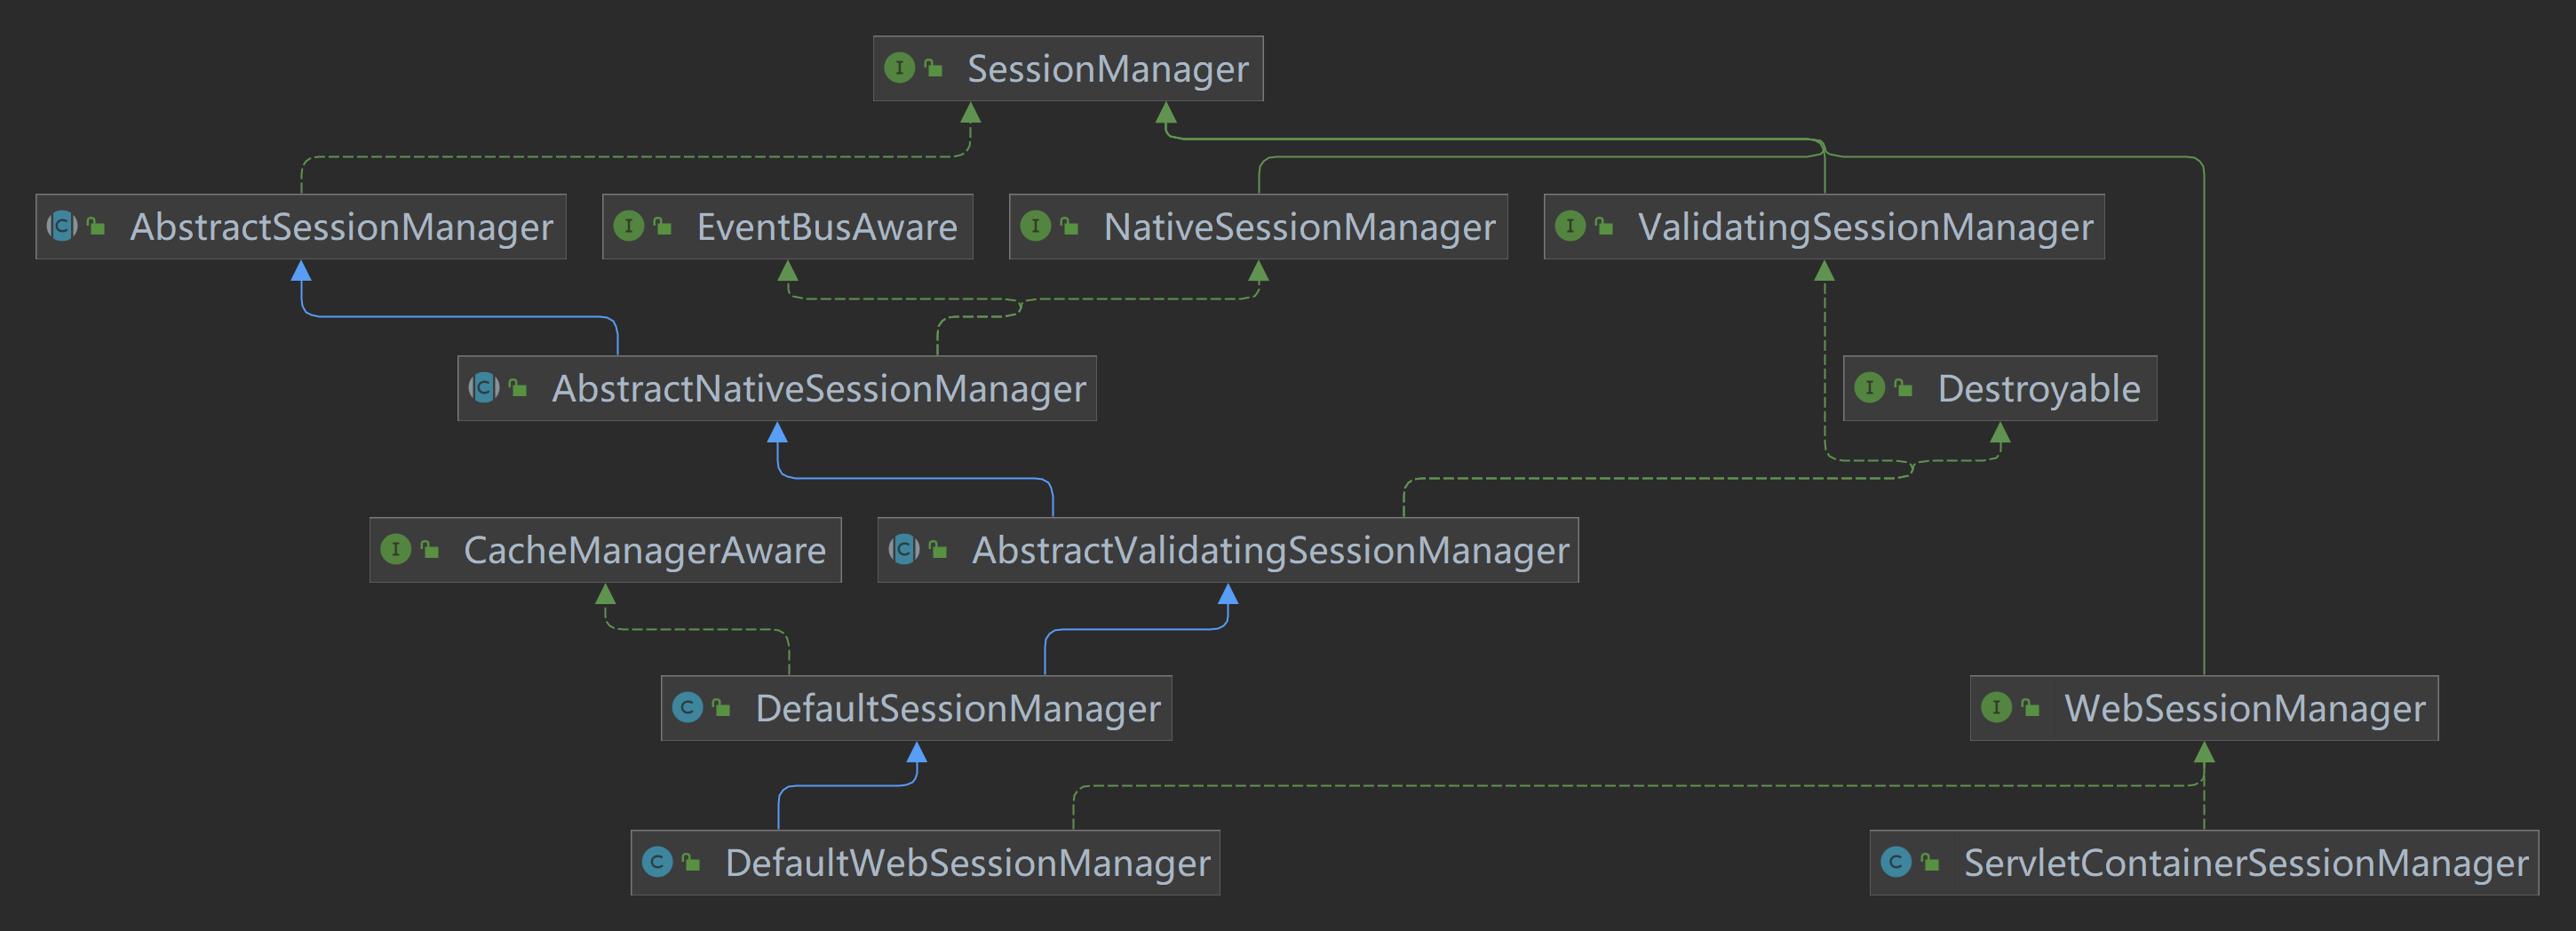 SessionManager
AbstractSessionManager
EventBusAware
NativeSessionManager
ValidatingSessionManager
AbstractNativeSessionManager
Destroyable
CacheManagerAware
AbstractValidatingSessionManager
DefaultSessionManager
WebSessionManager
DefaultWebSessionManager
ServletContainerSessionManager